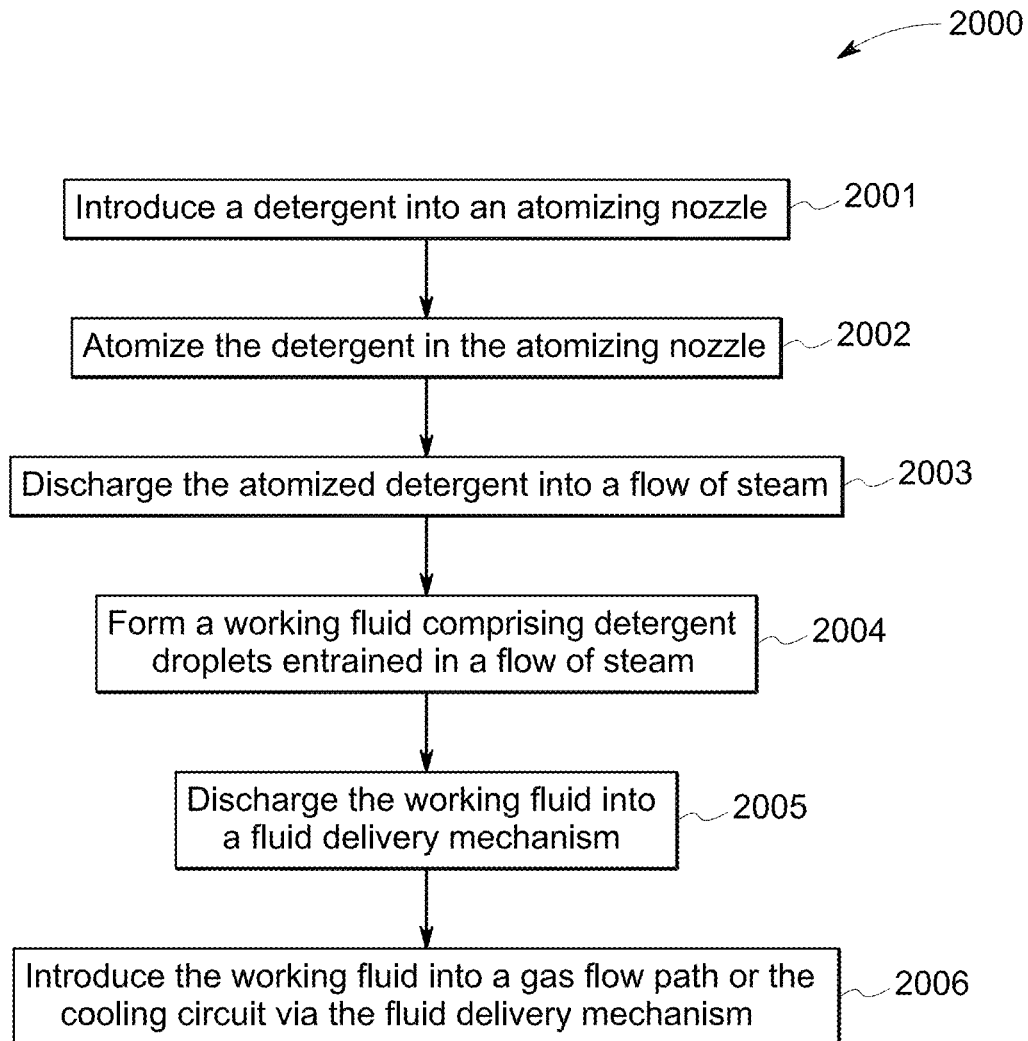 2000
Introduce a detergent into an atomizing nozzle 2001
Atomize the detergent in the atomizing nozzle 2002
Discharge the atomized detergent into a flow of steam 2003
Form a working fluid comprising detergent
droplets entrained in a flow of steam
2004
Discharge the working fluid into
a fluid delivery mechanism
2005
Introduce the working fluid into a gas flow path or the
cooling circuit via the fluid delivery mechanism
2006